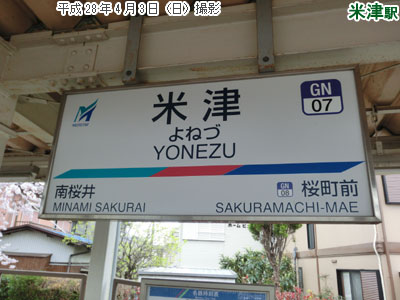 平成28年4月3日（日）撮影
米津駅
GN
07
米津
よねづ
YONEZU
南桜井
MINAMI SAKURAI
GN
08
桜町前
SAKURAMACHI-MAE